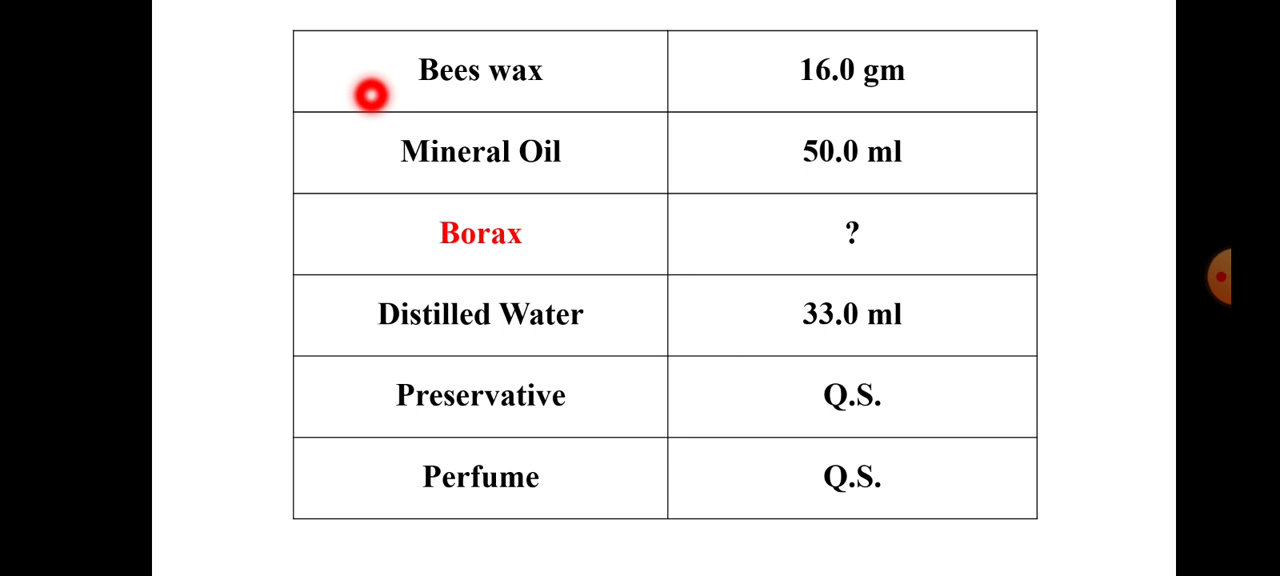 Bees wax 16.0 gm
Mineral Oil 50.0 ml
Borax ?
Distilled Water 33.0 ml
Preservative Q.S.
Perfume Q.S.